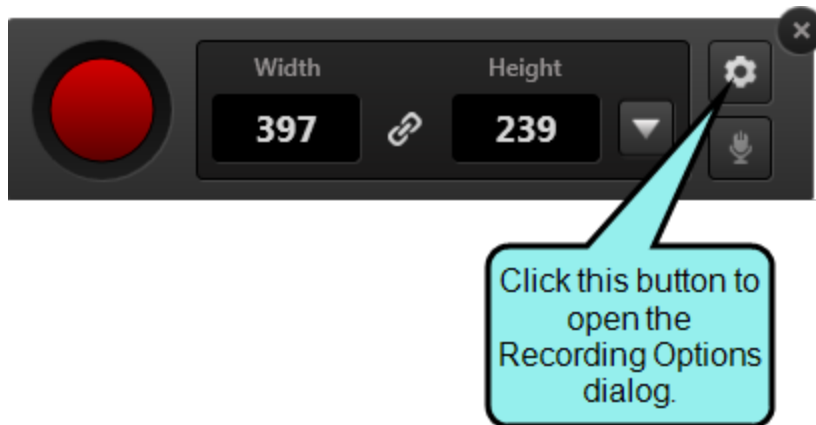 Width Height
397 239
Click this button to
open the
Recording Options
dialog.